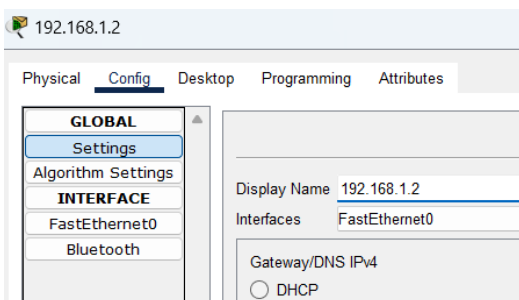 192.168.1.2
Physical Config Desktop Programming Attributes
GLOBAL
Settings
Algorithm Settings
INTERFACE
FastEthernet0
Bluetooth
Display Name 192.168.1.2
Interfaces FastEthernet0
Gateway/DNS IPv4
DHCP